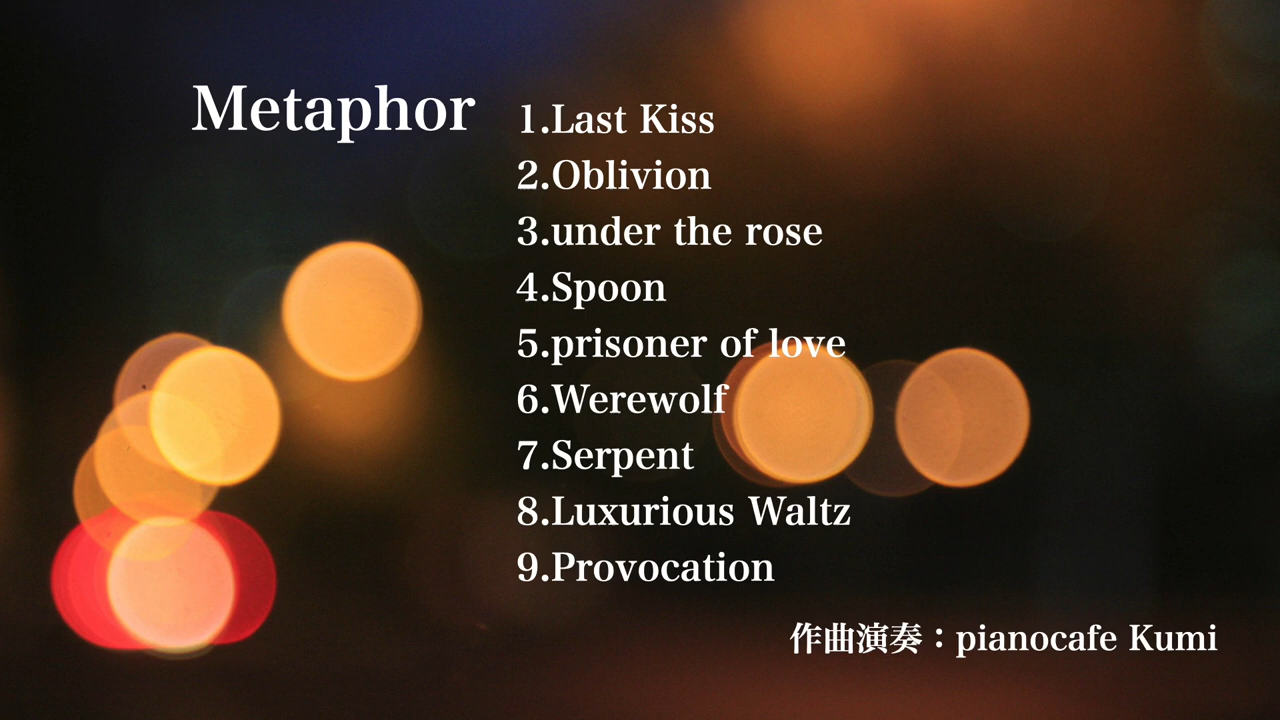 Metaphor
1.Last Kiss
2.Oblivion
3.under the rose
4.Spoon
5.prisoner of love
6.Werewolf
7.Serpent
8.Luxurious Waltz
9.Provocation
作曲演奏：pianocafe Kumi